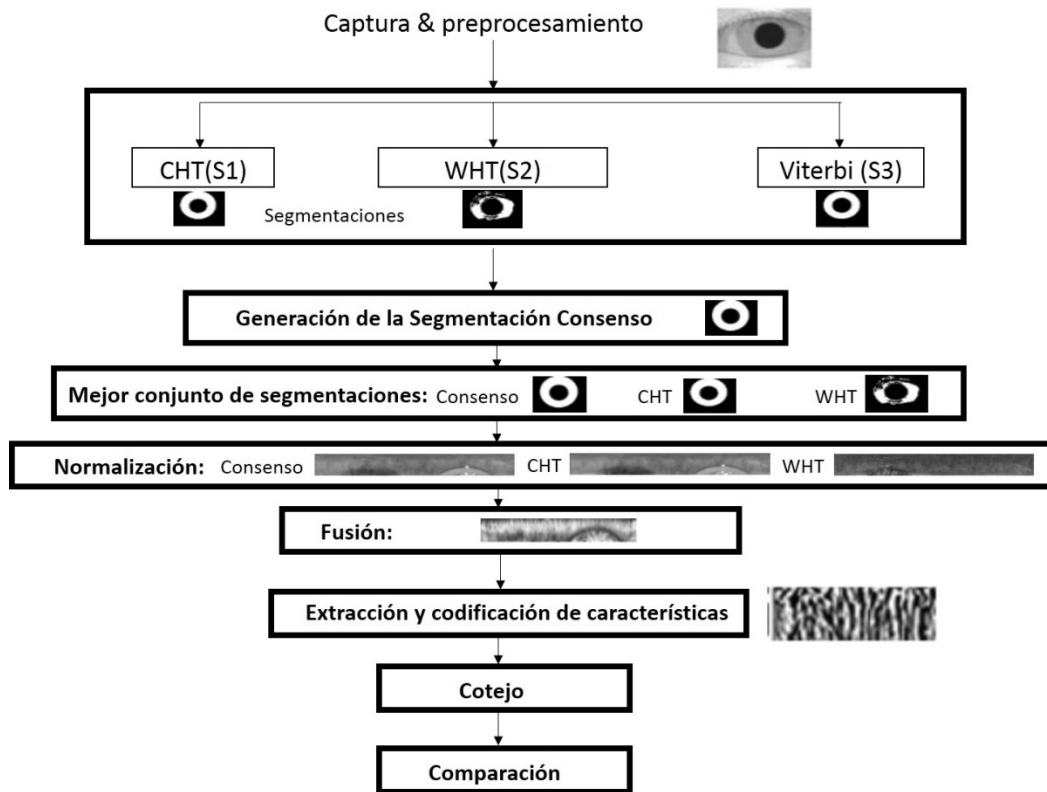 Captura & preprocesamiento
CHT(S1)
WHT(S2)
Viterbi (S3)
Segmentaciones
Generación de la Segmentación Consenso
Mejor conjunto de segmentaciones: Consenso CHT WHT
Normalización: Consenso CHT WHT
Fusión:
Extracción y codificación de características
Cotejo
Comparación